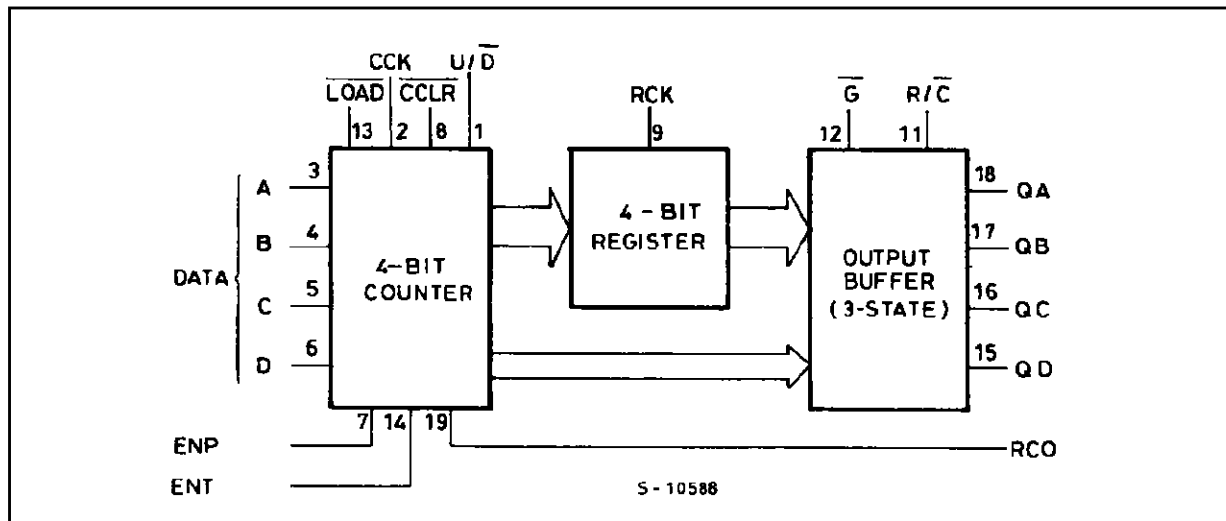 CCK U/D̅
L̅O̅A̅D̅ C̅C̅L̅R̅ RCK G̅ R/C̅
13 2 8 1 9 12 11
A 3
B 4
C 5
D 6
DATA
4-BIT
COUNTER
4 - BIT
REGISTER
OUTPUT
BUFFER
(3-STATE)
18 QA
17 QB
16 QC
15 QD
7 14 19
ENP
ENT
RCO
S - 10588